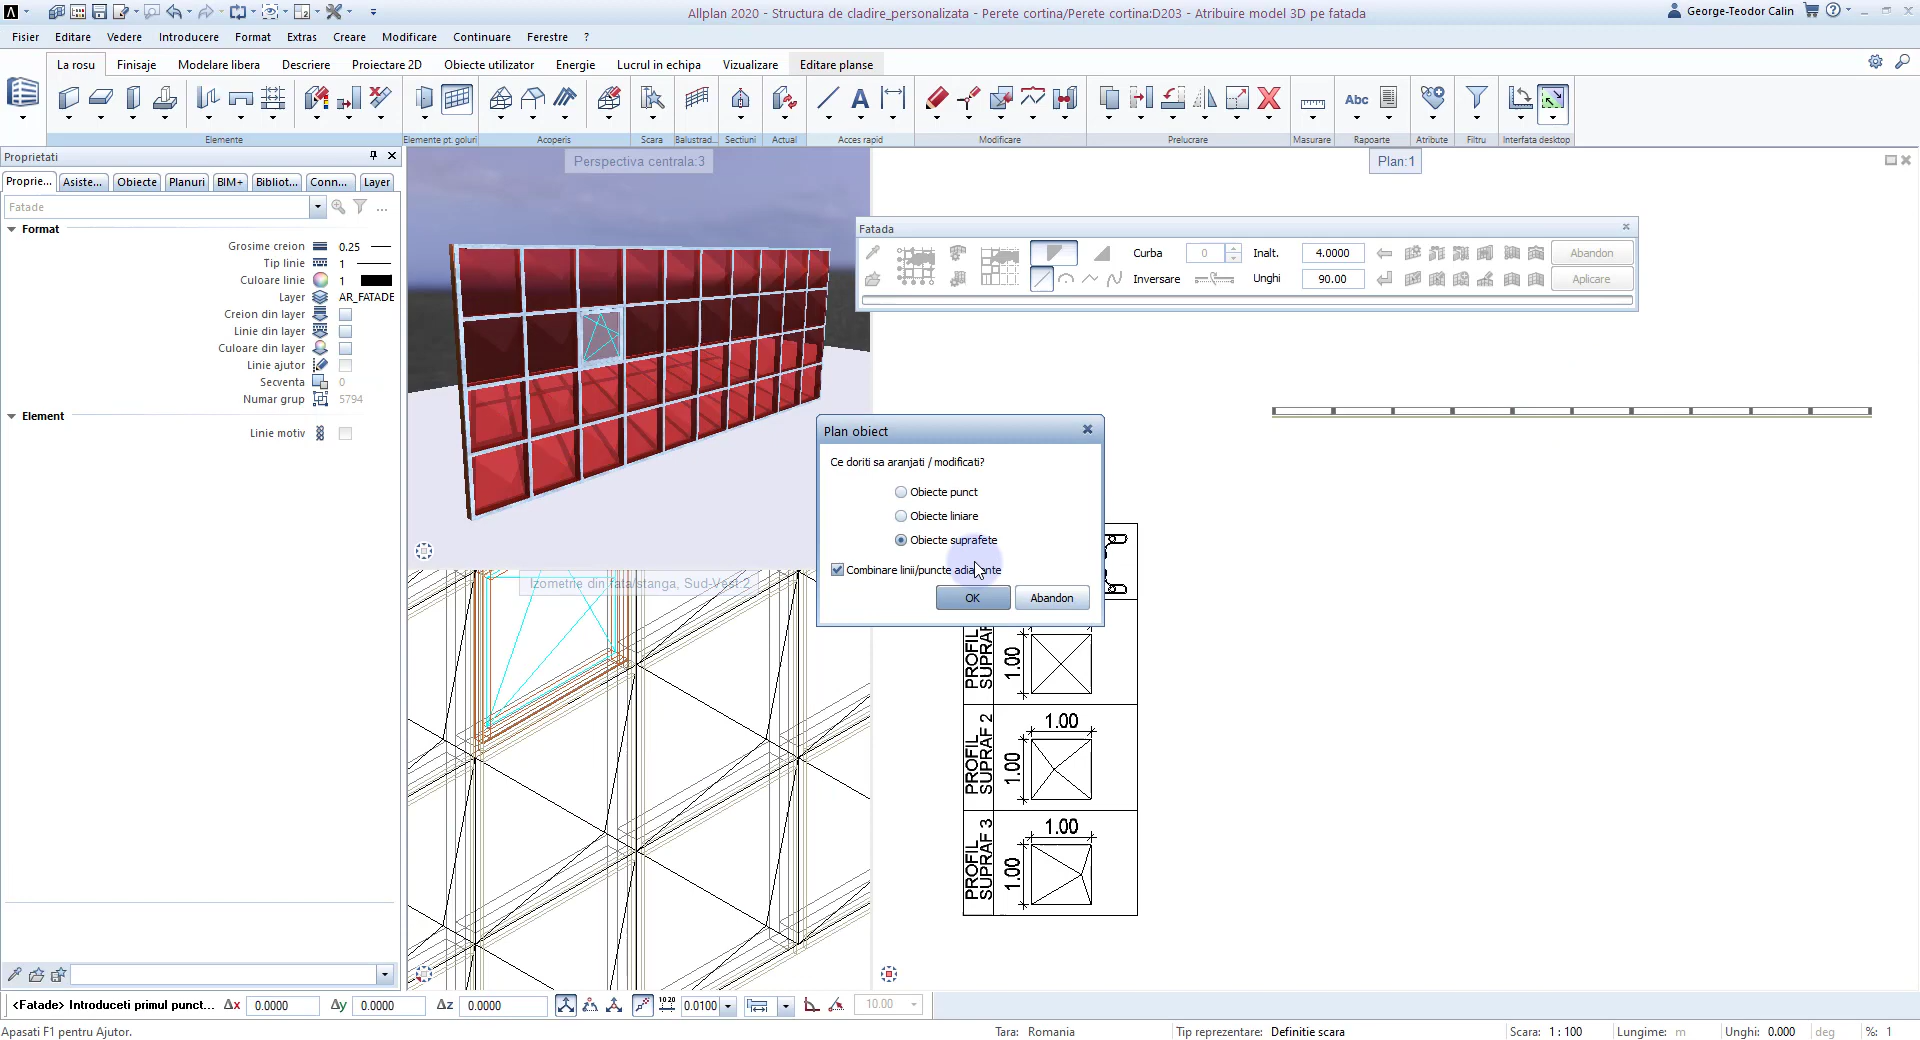 Allplan 2020 - Structura de cladire_personalizata - Perete cortina/Perete cortina:D203 - Atribuire model 3D pe fatada
George-Teodor Calin
Fisier Editare Vedere Introducere Format Extras Creare Modificare Continuare Ferestre ?
La rosu Finisaje Modelare libera Descriere Proiectare 2D Obiecte utilizator Energie Lucrul in echipa Vizualizare Editare planse
Abc
Elemente Elemente pt. goluri Acoperis Scara Balustrad... Sectiuni Actual Acces rapid Modificare Prelucrare Masurare Rapoarte Atribute Filtru Interfata desktop
Proprietati
Proprie... Asiste... Obiecte Planuri BIM+ Bibliot... Conn... Layer
Fatade
Format
Grosime creion 0.25
Tip linie 1
Culoare linie 1
Layer AR_FATADE
Creion din layer
Linie din layer
Culoare din layer
Linie ajutor
Secventa 0
Numar grup 5794
Element
Linie motiv
Perspectiva centrala:3
Plan:1
Fatada
Curba 0 Inalt. 4.0000 Abandon
Inversare Unghi 90.00 Aplicare
Plan obiect
Ce doriti sa aranjati / modificati?
Obiecte punct
Obiecte liniare
Obiecte suprafete
Combinare linii/puncte adiacente
OK Abandon
Izometrie din fata/stanga, Sud-Vest:2
PROFIL
1.00
PROFIL
SUPRAF 2
1.00
1.00
PROFIL
SUPRAF 3
1.00
1.00
<Fatade> Introduceti primul punct... Δx 0.0000 Δy 0.0000 Δz 0.0000 0.0100 10.00
Apasati F1 pentru Ajutor. Tara: Romania Tip reprezentare: Definitie scara Scara: 1 : 100 Lungime: m Unghi: 0.000 deg %: 1